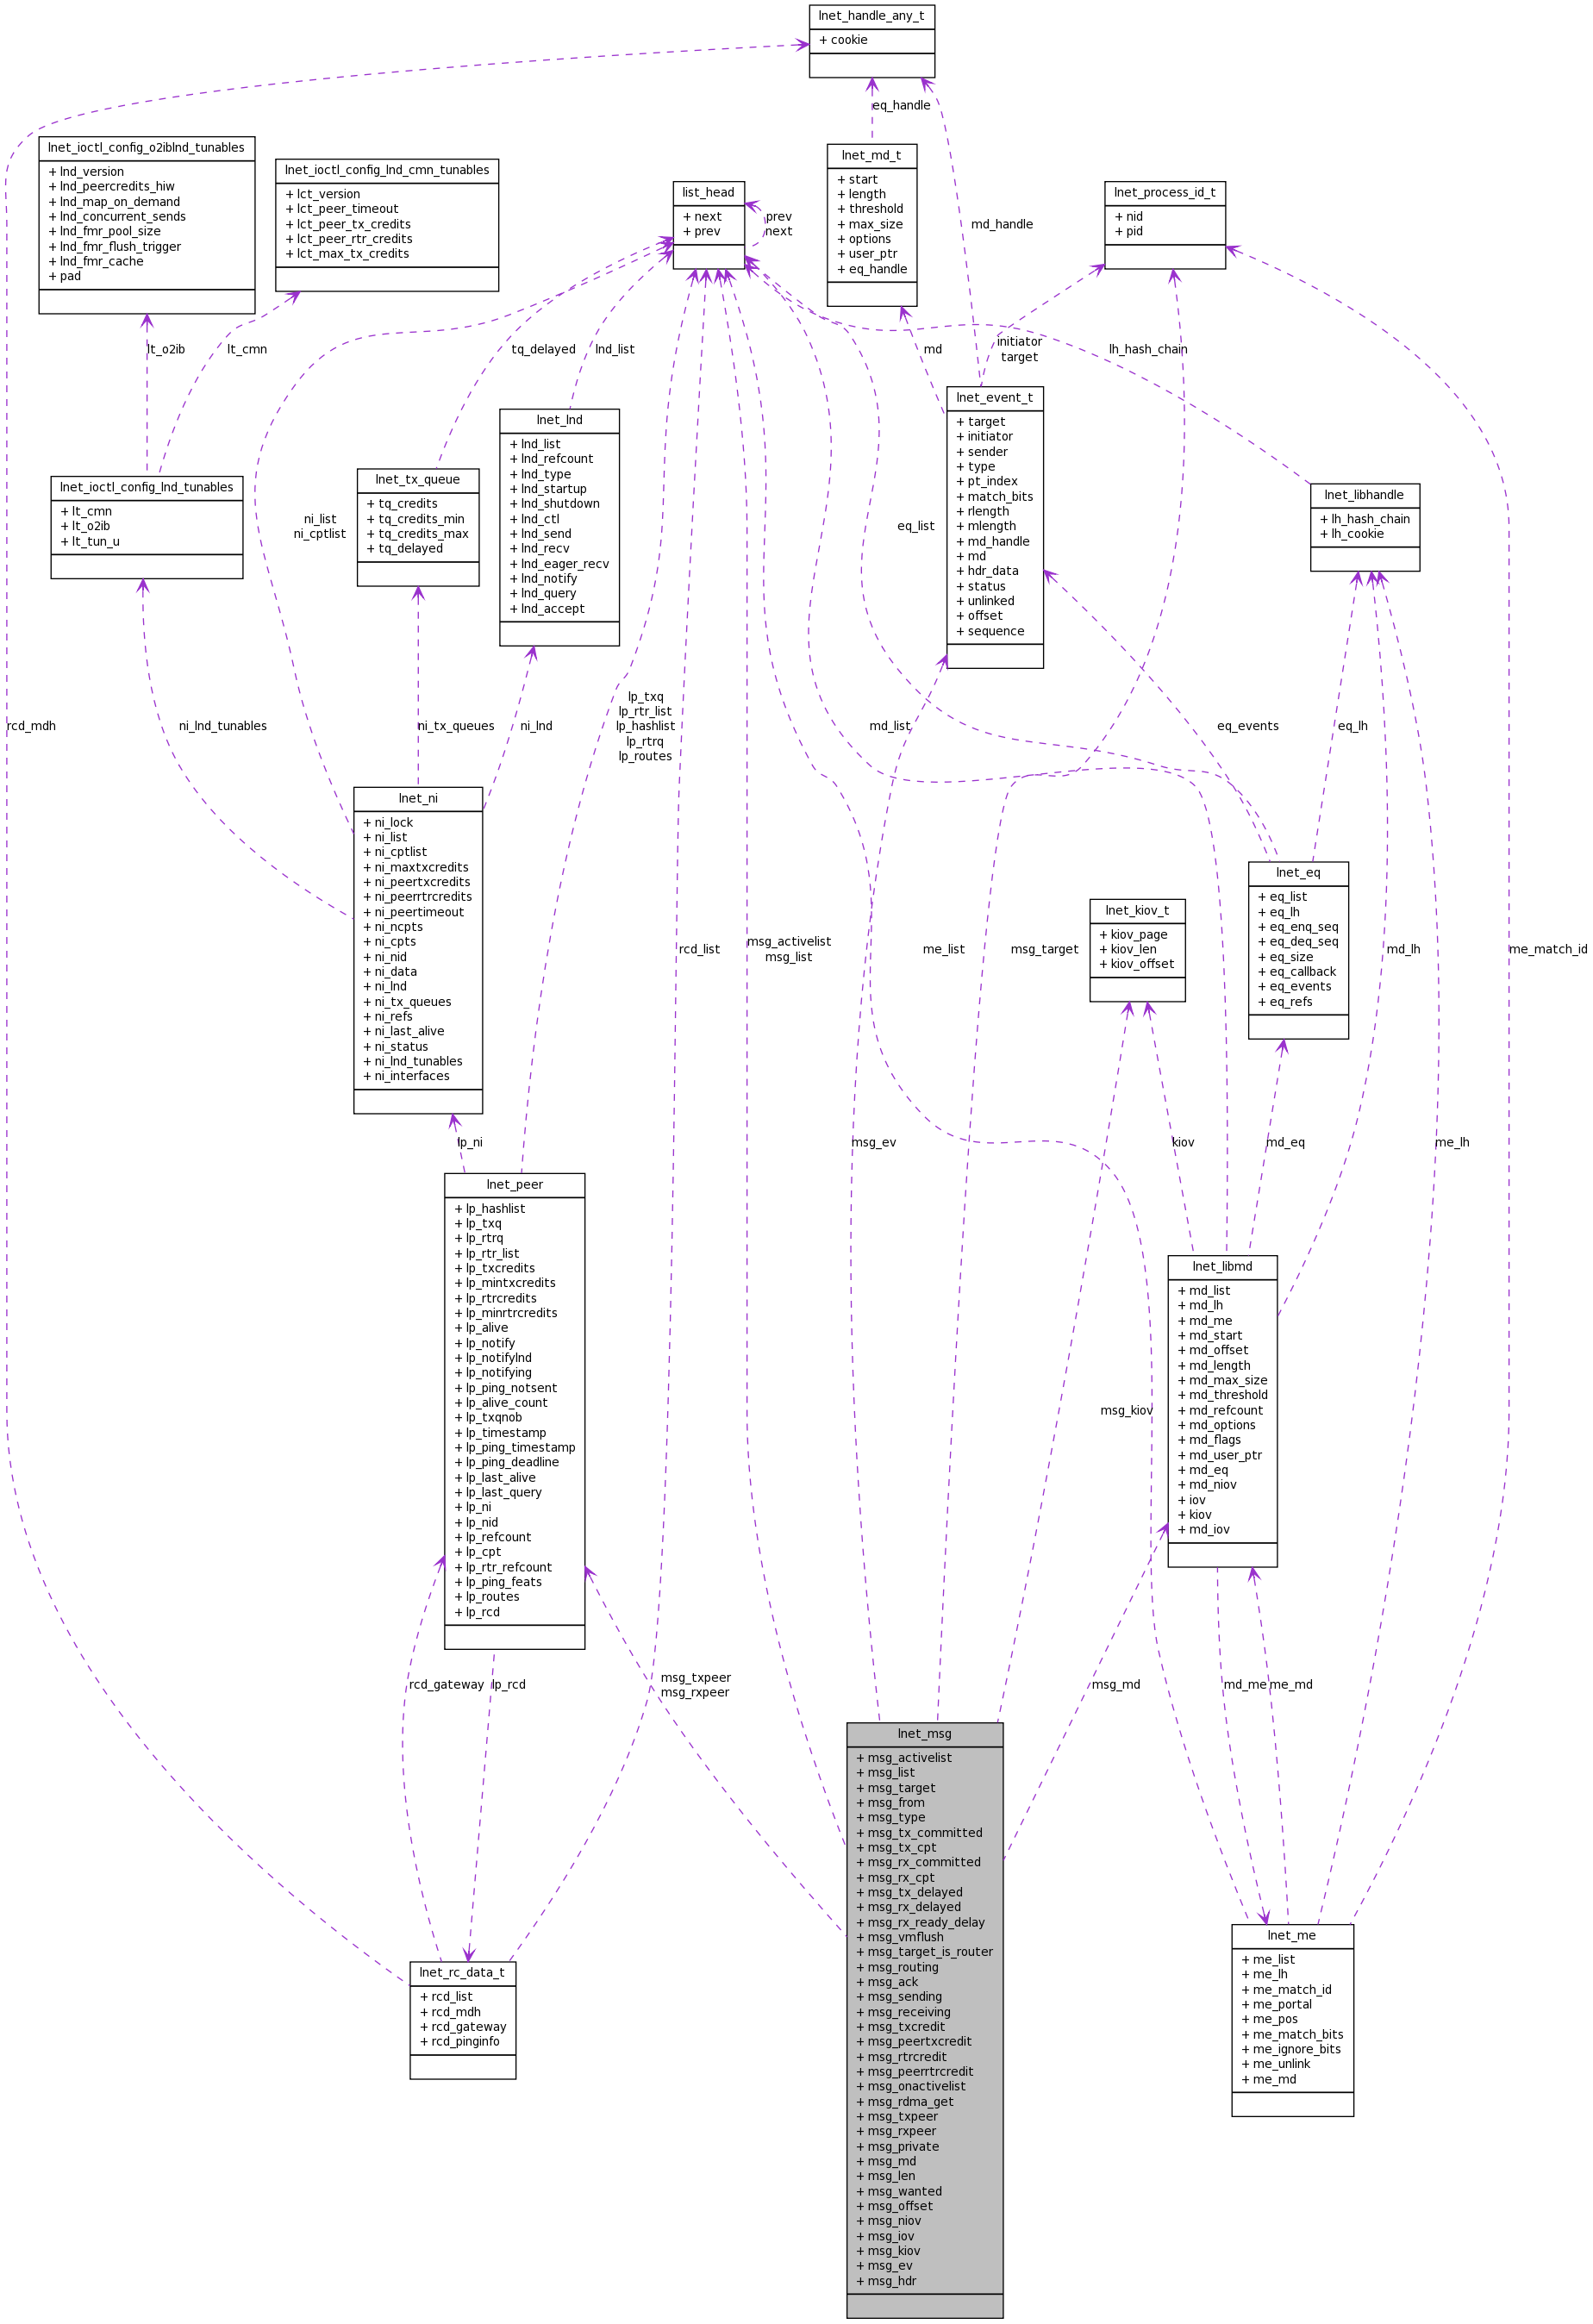 lnet_handle_any_t
+ cookie
eq_handle
lnet_ioctl_config_o2iblnd_tunables
+ lnd_version
+ lnd_peercredits_hiw
+ lnd_map_on_demand
+ lnd_concurrent_sends
+ lnd_fmr_pool_size
+ lnd_fmr_flush_trigger
+ lnd_fmr_cache
+ pad
lnet_ioctl_config_lnd_cmn_tunables
+ lct_version
+ lct_peer_timeout
+ lct_peer_tx_credits
+ lct_peer_rtr_credits
+ lct_max_tx_credits
list_head
+ next
+ prev
prev
next
lnet_md_t
+ start
+ length
+ threshold
+ max_size
+ options
+ user_ptr
+ eq_handle
md_handle
lnet_process_id_t
+ nid
+ pid
lt_o2ib
lt_cmn
tq_delayed
lnd_list
md
initiator
target
lh_hash_chain
lnet_ioctl_config_lnd_tunables
+ lt_cmn
+ lt_o2ib
+ lt_tun_u
ni_list
ni_cptlist
lnet_tx_queue
+ tq_credits
+ tq_credits_min
+ tq_credits_max
+ tq_delayed
lnet_lnd
+ lnd_list
+ lnd_refcount
+ lnd_type
+ lnd_startup
+ lnd_shutdown
+ lnd_ctl
+ lnd_send
+ lnd_recv
+ lnd_eager_recv
+ lnd_notify
+ lnd_query
+ lnd_accept
eq_list
lnet_event_t
+ target
+ initiator
+ sender
+ type
+ pt_index
+ match_bits
+ rlength
+ mlength
+ md_handle
+ md
+ hdr_data
+ status
+ unlinked
+ offset
+ sequence
lnet_libhandle
+ lh_hash_chain
+ lh_cookie
rcd_mdh
ni_lnd_tunables
ni_tx_queues
ni_lnd
lp_txq
lp_rtr_list
lp_hashlist
lp_rtrq
lp_routes
md_list
eq_events
eq_lh
lnet_ni
+ ni_lock
+ ni_list
+ ni_cptlist
+ ni_maxtxcredits
+ ni_peertxcredits
+ ni_peerrtrcredits
+ ni_peertimeout
+ ni_ncpts
+ ni_cpts
+ ni_nid
+ ni_data
+ ni_lnd
+ ni_tx_queues
+ ni_refs
+ ni_last_alive
+ ni_status
+ ni_lnd_tunables
+ ni_interfaces
rcd_list
msg_activelist
msg_list
me_list
msg_target
lnet_kiov_t
+ kiov_page
+ kiov_len
+ kiov_offset
lnet_eq
+ eq_list
+ eq_lh
+ eq_enq_seq
+ eq_deq_seq
+ eq_size
+ eq_callback
+ eq_events
+ eq_refs
md_lh
me_match_id
lp_ni
msg_ev
kiov
md_eq
me_lh
lnet_peer
+ lp_hashlist
+ lp_txq
+ lp_rtrq
+ lp_rtr_list
+ lp_txcredits
+ lp_mintxcredits
+ lp_rtrcredits
+ lp_minrtrcredits
+ lp_alive
+ lp_notify
+ lp_notifylnd
+ lp_notifying
+ lp_ping_notsent
+ lp_alive_count
+ lp_txqnob
+ lp_timestamp
+ lp_ping_timestamp
+ lp_ping_deadline
+ lp_last_alive
+ lp_last_query
+ lp_ni
+ lp_nid
+ lp_refcount
+ lp_cpt
+ lp_rtr_refcount
+ lp_ping_feats
+ lp_routes
+ lp_rcd
msg_kiov
lnet_libmd
+ md_list
+ md_lh
+ md_me
+ md_start
+ md_offset
+ md_length
+ md_max_size
+ md_threshold
+ md_refcount
+ md_options
+ md_flags
+ md_user_ptr
+ md_eq
+ md_niov
+ iov
+ kiov
+ md_iov
rcd_gateway
lp_rcd
msg_txpeer
msg_rxpeer
msg_md
md_me
me_md
lnet_msg
+ msg_activelist
+ msg_list
+ msg_target
+ msg_from
+ msg_type
+ msg_tx_committed
+ msg_tx_cpt
+ msg_rx_committed
+ msg_rx_cpt
+ msg_tx_delayed
+ msg_rx_delayed
+ msg_rx_ready_delay
+ msg_vmflush
+ msg_target_is_router
+ msg_routing
+ msg_ack
+ msg_sending
+ msg_receiving
+ msg_txcredit
+ msg_peertxcredit
+ msg_rtrcredit
+ msg_peerrtrcredit
+ msg_onactivelist
+ msg_rdma_get
+ msg_txpeer
+ msg_rxpeer
+ msg_private
+ msg_md
+ msg_len
+ msg_wanted
+ msg_offset
+ msg_niov
+ msg_iov
+ msg_kiov
+ msg_ev
+ msg_hdr
lnet_rc_data_t
+ rcd_list
+ rcd_mdh
+ rcd_gateway
+ rcd_pinginfo
lnet_me
+ me_list
+ me_lh
+ me_match_id
+ me_portal
+ me_pos
+ me_match_bits
+ me_ignore_bits
+ me_unlink
+ me_md